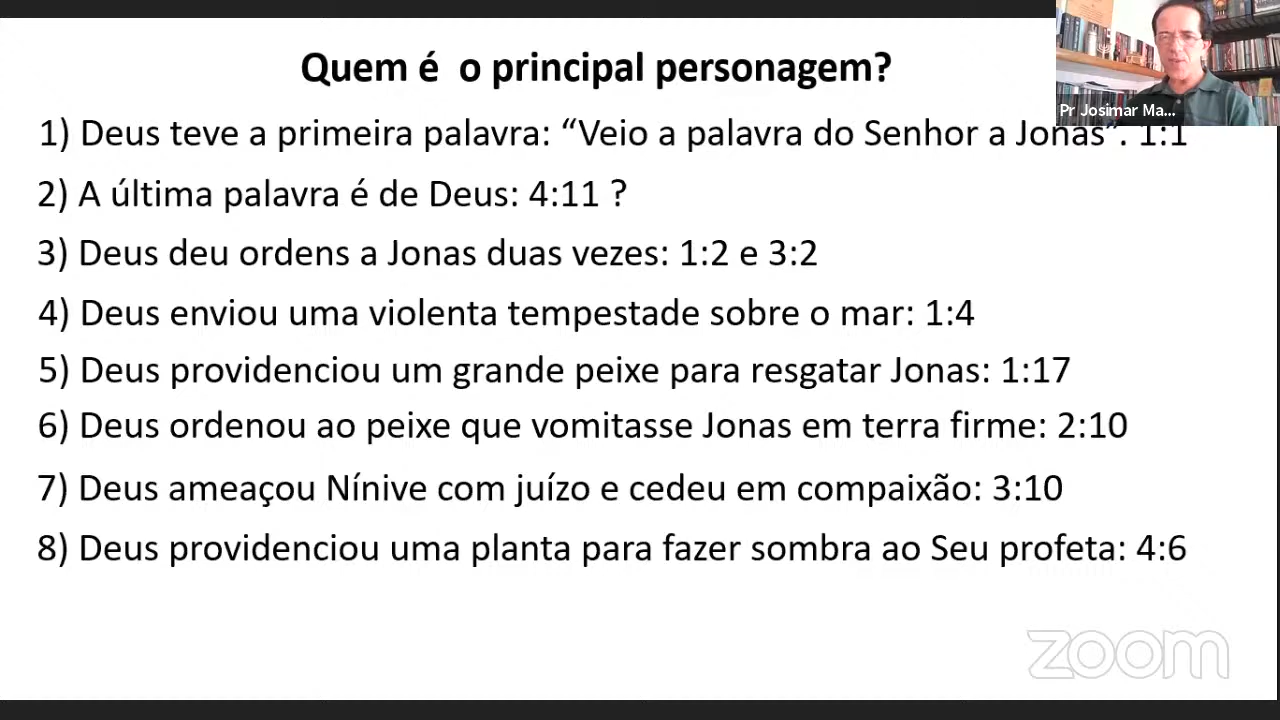 Quem é o principal personagem?
Pr Josimar Ma...
1) Deus teve a primeira palavra: “Veio a palavra do Senhor a Jonas”. 1:1
2) A última palavra é de Deus: 4:11 ?
3) Deus deu ordens a Jonas duas vezes: 1:2 e 3:2
4) Deus enviou uma violenta tempestade sobre o mar: 1:4
5) Deus providenciou um grande peixe para resgatar Jonas: 1:17
6) Deus ordenou ao peixe que vomitasse Jonas em terra firme: 2:10
7) Deus ameaçou Nínive com juízo e cedeu em compaixão: 3:10
8) Deus providenciou uma planta para fazer sombra ao Seu profeta: 4:6
zoom